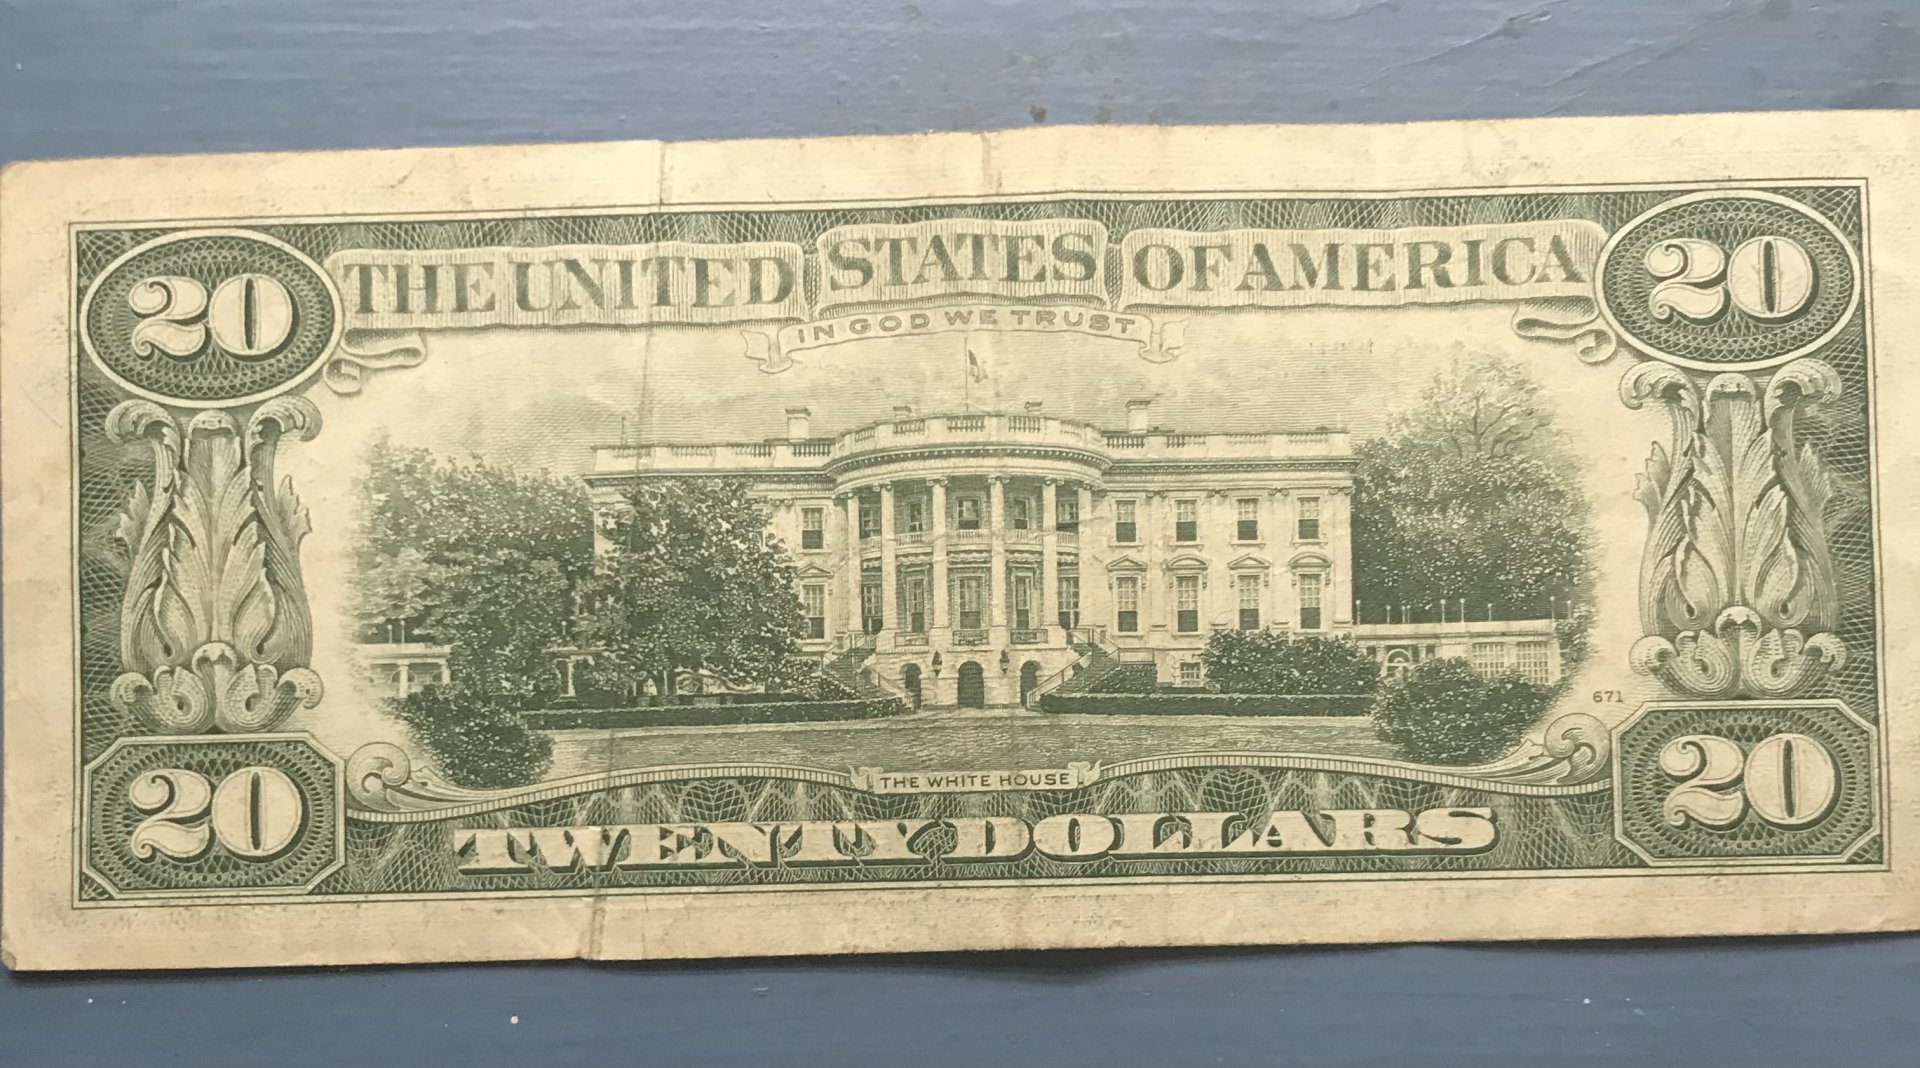 20 THE UNITED STATES OF AMERICA 20
IN GOD WE TRUST
671
THE WHITE HOUSE
20 TWENTY DOLLARS 20